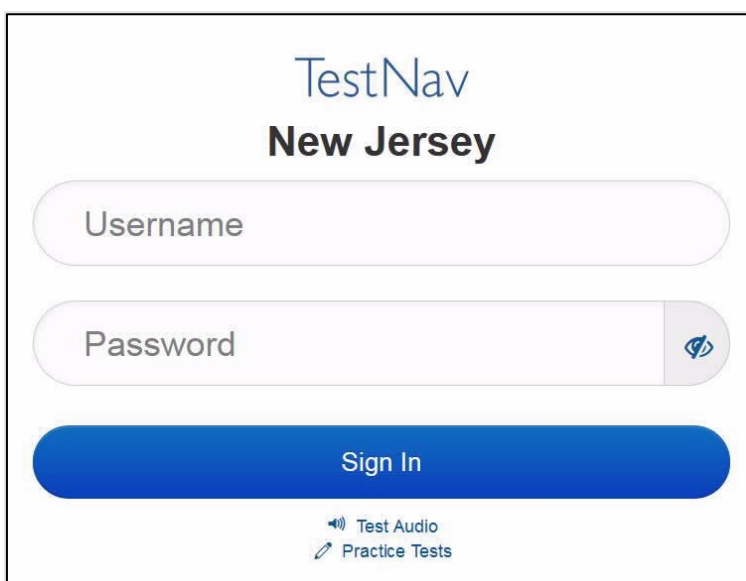 TestNav
New Jersey
Username
Password
Sign In
Test Audio
Practice Tests